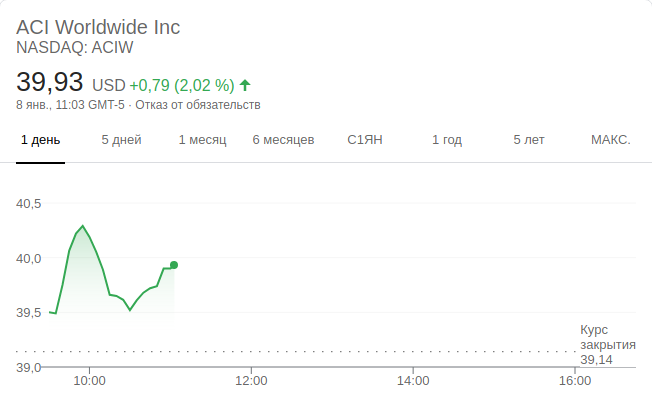 ACI Worldwide Inc
NASDAQ: ACIW
39,93 USD +0,79 (2,02 %)
8 янв., 11:03 GMT-5 · Отказ от обязательств
1 день 5 дней 1 месяц 6 месяцев С1ЯН 1 год 5 лет МАКС.
40,5
40,0
39,5
39,0
Курс
закрытия
39,14
10:00 12:00 14:00 16:00